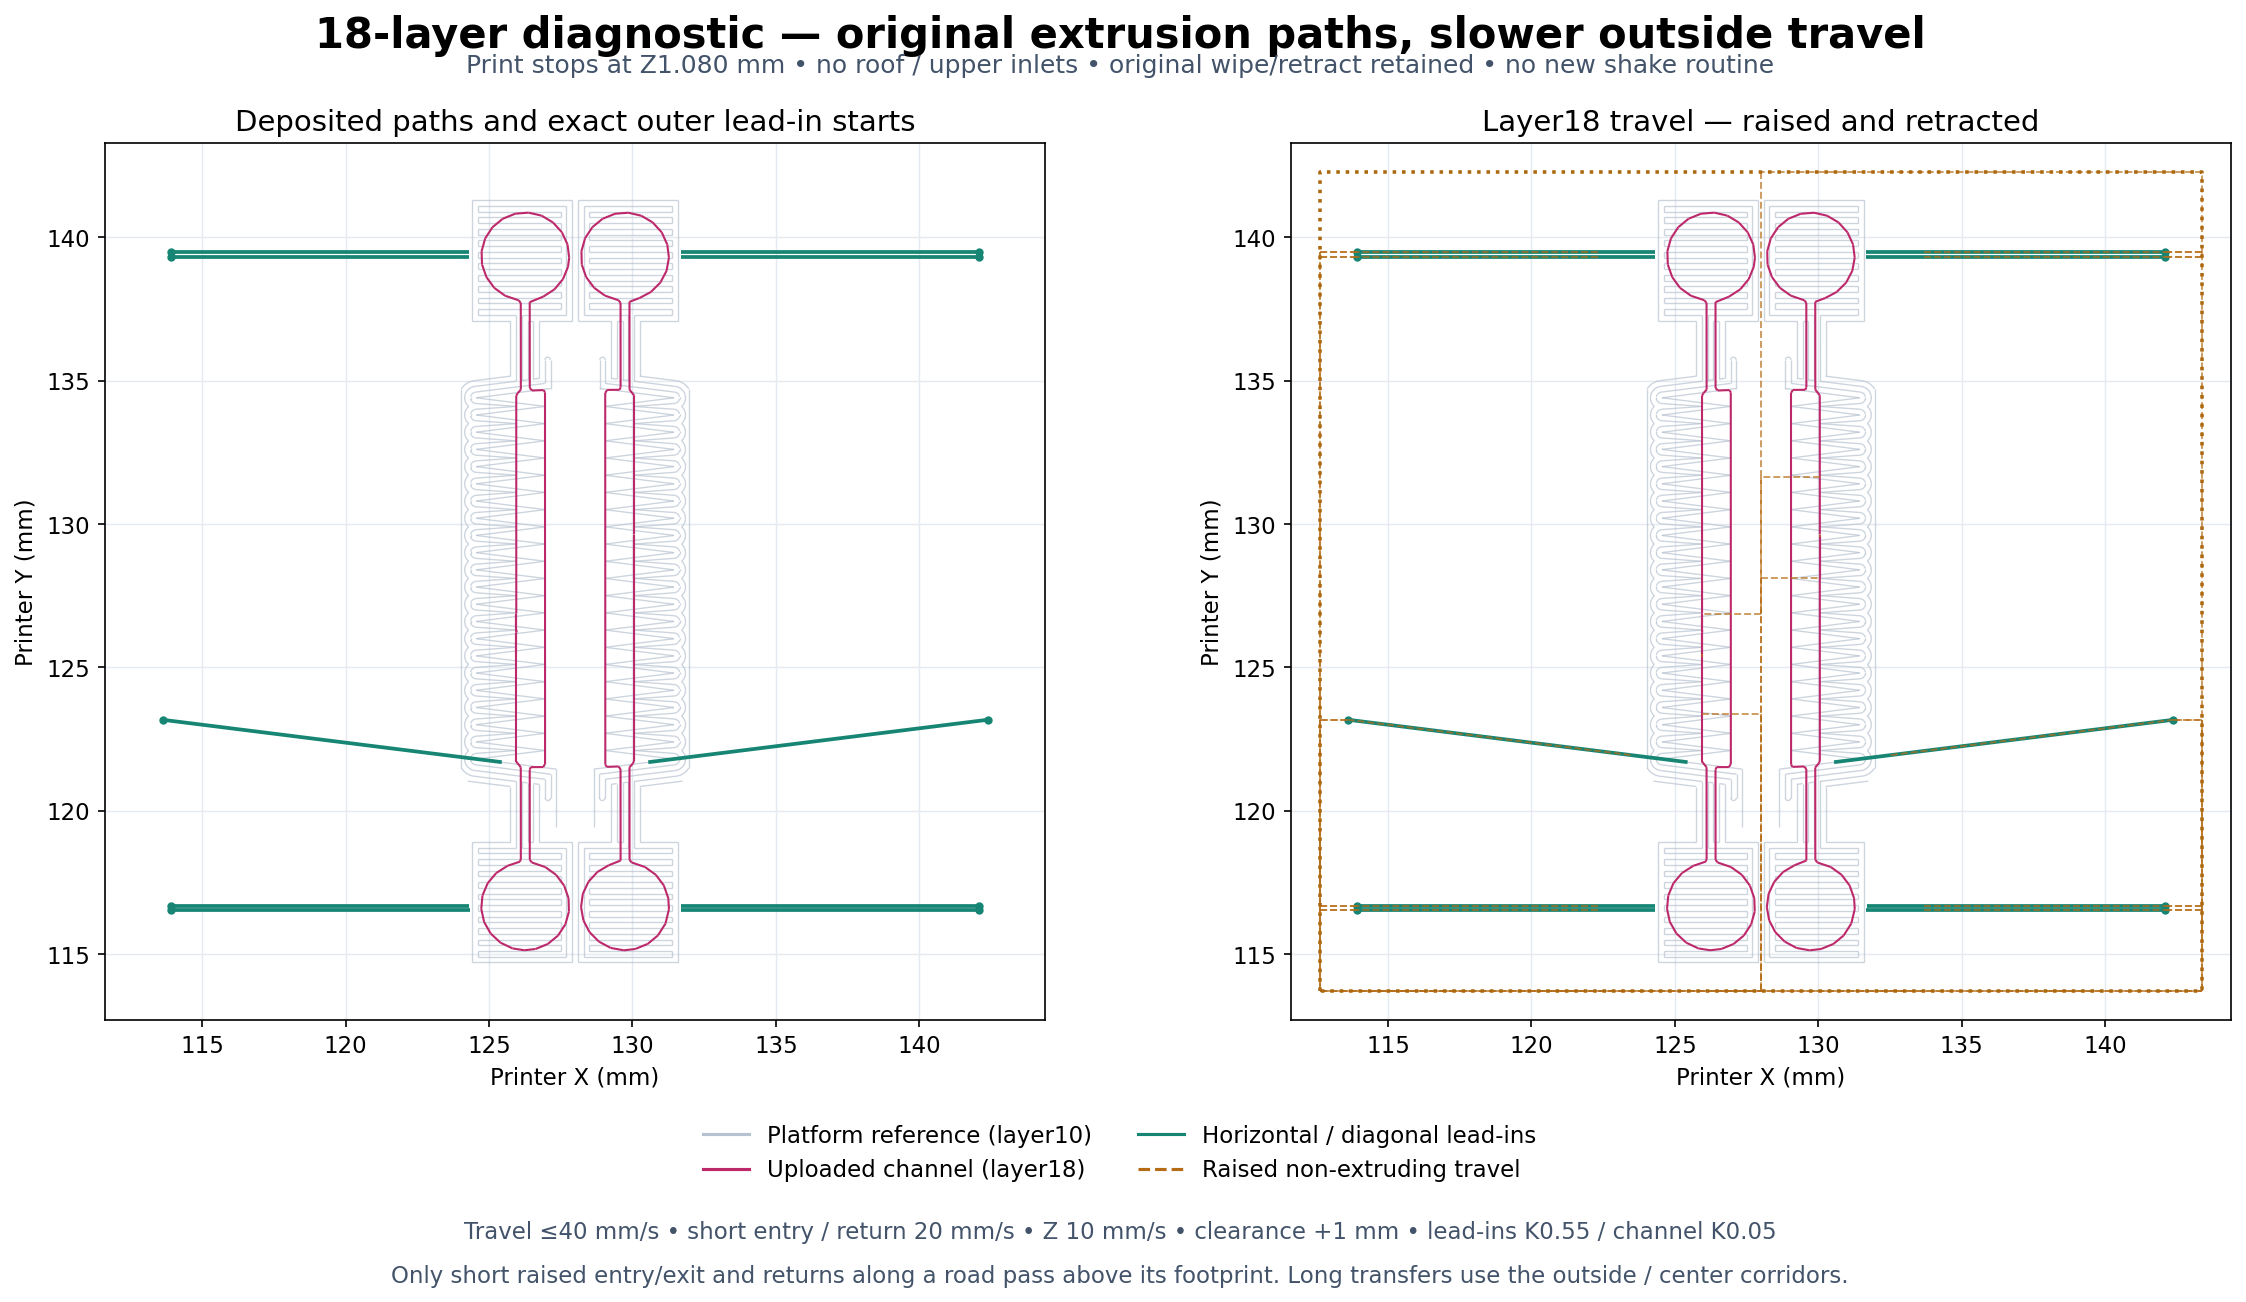 18-layer diagnostic — original extrusion paths, slower outside travel
Print stops at Z1.080 mm • no roof / upper inlets • original wipe/retract retained • no new shake routine
Deposited paths and exact outer lead-in starts
Printer Y (mm)
140
135
130
125
120
115
115 120 125 130 135 140
Printer X (mm)
Layer18 travel — raised and retracted
Printer Y (mm)
140
135
130
125
120
115
115 120 125 130 135 140
Printer X (mm)
Platform reference (layer10)
Uploaded channel (layer18)
Horizontal / diagonal lead-ins
Raised non-extruding travel
Travel ≤40 mm/s • short entry / return 20 mm/s • Z 10 mm/s • clearance +1 mm • lead-ins K0.55 / channel K0.05
Only short raised entry/exit and returns along a road pass above its footprint. Long transfers use the outside / center corridors.